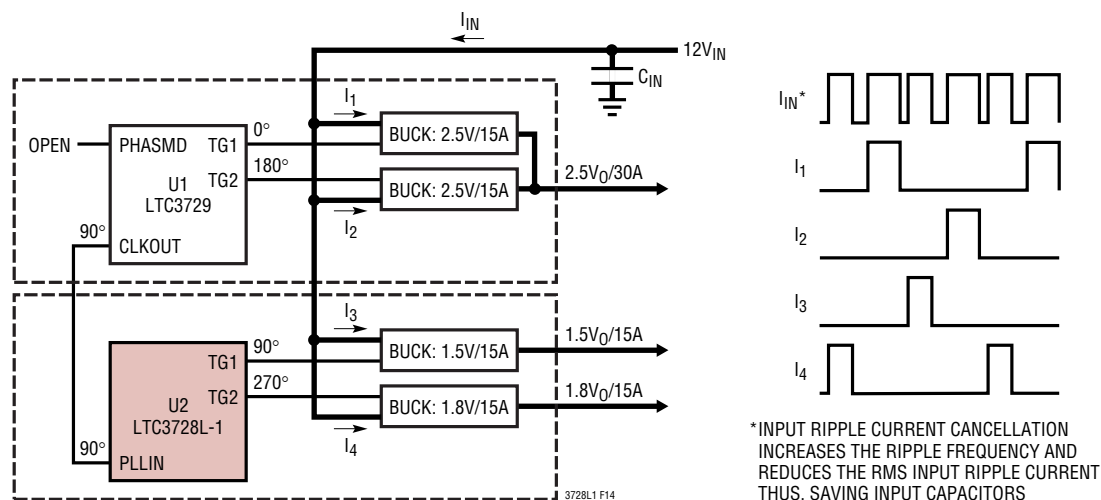 I_IN
12V_IN
C_IN
I_1
BUCK: 2.5V/15A
OPEN
PHASMD
TG1
0°
U1
LTC3729
TG2
180°
BUCK: 2.5V/15A
2.5V_O/30A
I_2
90°
CLKOUT
I_3
BUCK: 1.5V/15A
1.5V_O/15A
TG1
90°
U2
LTC3728L-1
TG2
270°
BUCK: 1.8V/15A
1.8V_O/15A
I_4
90°
PLLIN
3728L1 F14
I_IN*
I_1
I_2
I_3
I_4
*INPUT RIPPLE CURRENT CANCELLATION
INCREASES THE RIPPLE FREQUENCY AND
REDUCES THE RMS INPUT RIPPLE CURRENT
THUS, SAVING INPUT CAPACITORS